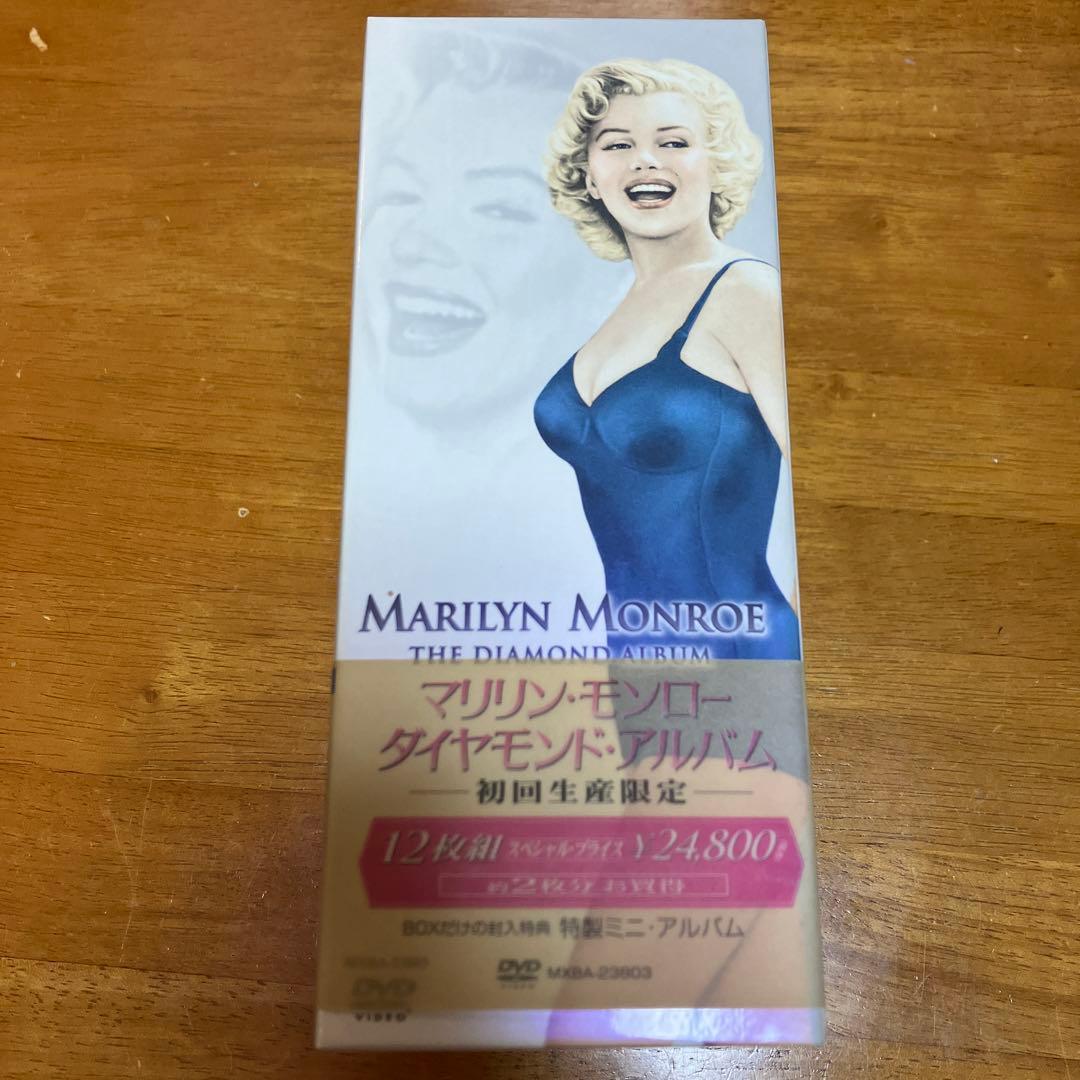 MARILYN MONROE
THE DIAMOND ALBUM
マリリン・モンロー
ダイヤモンド・アルバム
初回生産限定
12枚組 スペシャル・プライス ¥24,800
約2枚分お買得
BOXだけの封入特典 特製ミニ・アルバム
DVD VIDEO MXBA-23803
DVD
VIDEO